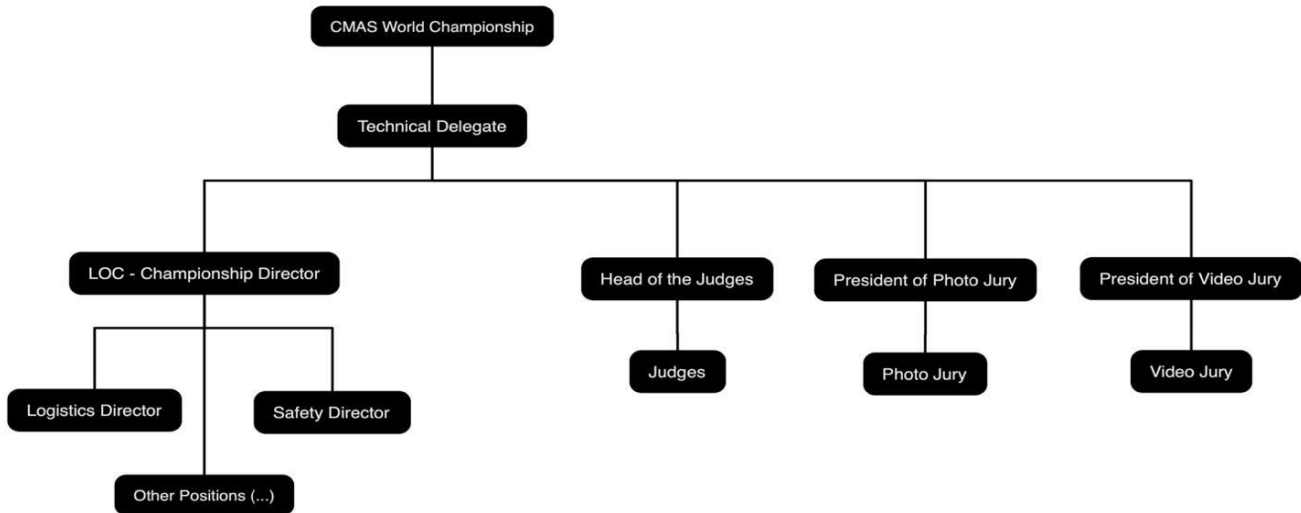 CMAS World Championship
Technical Delegate
LOC - Championship Director
Head of the Judges
President of Photo Jury
President of Video Jury
Judges
Photo Jury
Video Jury
Logistics Director
Safety Director
Other Positions (...)